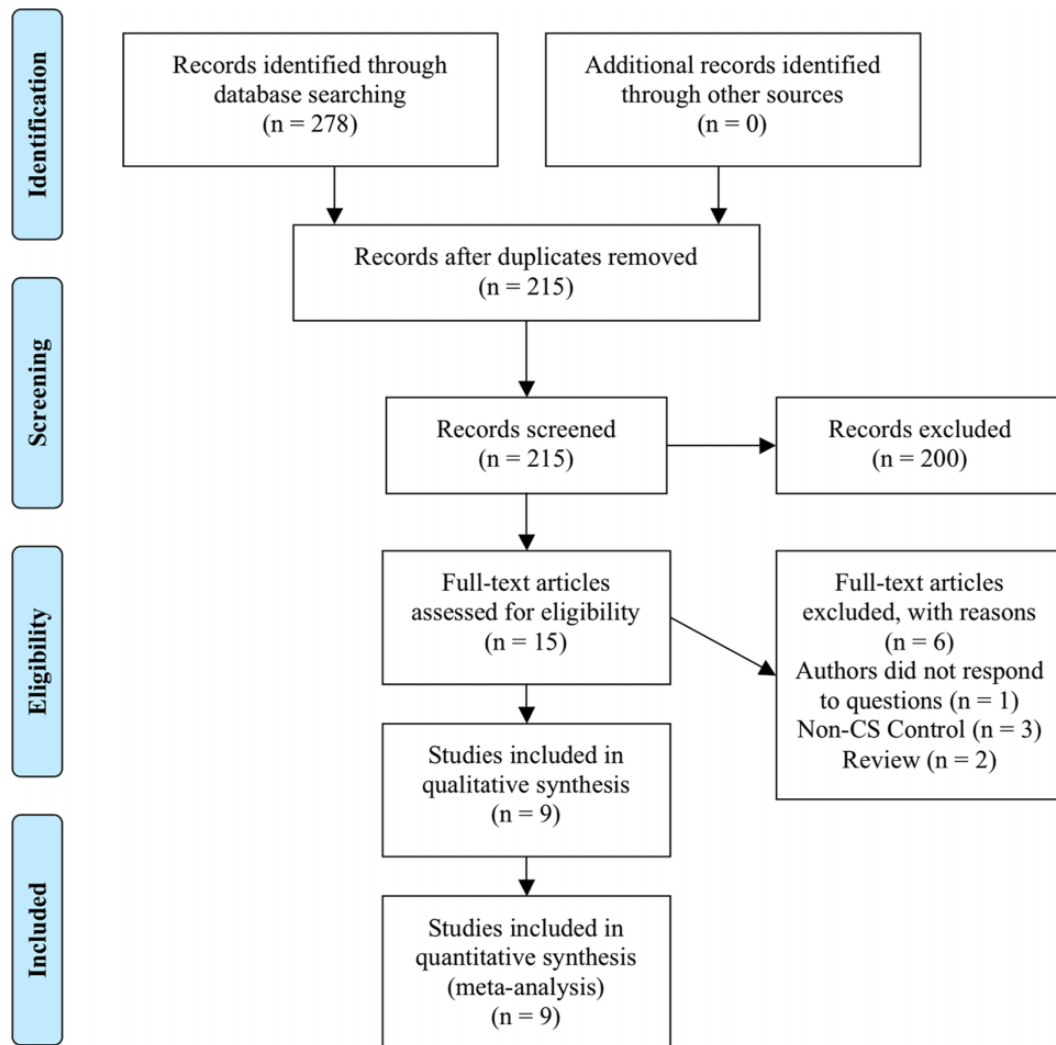 Identification
Records identified through
database searching
(n = 278)
Additional records identified
through other sources
(n = 0)
Records after duplicates removed
(n = 215)
Screening
Records screened
(n = 215)
Records excluded
(n = 200)
Eligibility
Full-text articles
assessed for eligibility
(n = 15)
Full-text articles
excluded, with reasons
(n = 6)
Authors did not respond
to questions (n = 1)
Non-CS Control (n = 3)
Review (n = 2)
Studies included in
qualitative synthesis
(n = 9)
Included
Studies included in
quantitative synthesis
(meta-analysis)
(n = 9)